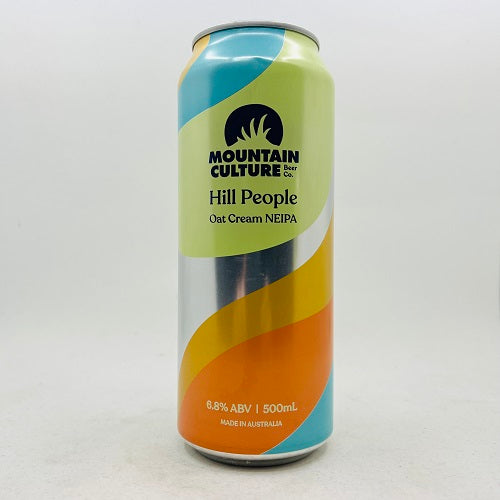 MOUNTAIN
CULTURE Beer Co.
Hill People
Oat Cream NEIPA
6.8% ABV | 500mL
MADE IN AUSTRALIA